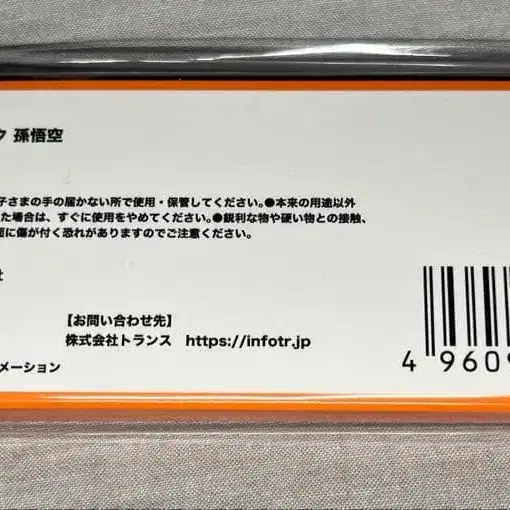 ク 孫悟空
子さまの手の届かない所で使用・保管してください。●本来の用途以外
た場合は、すぐに使用をやめてください。●鋭利な物や硬い物との接触、
面に傷が付く恐れがありますのでご注意ください。
社
【お問い合わせ先】
株式会社トランス https://infotr.jp
メーション
4 9609